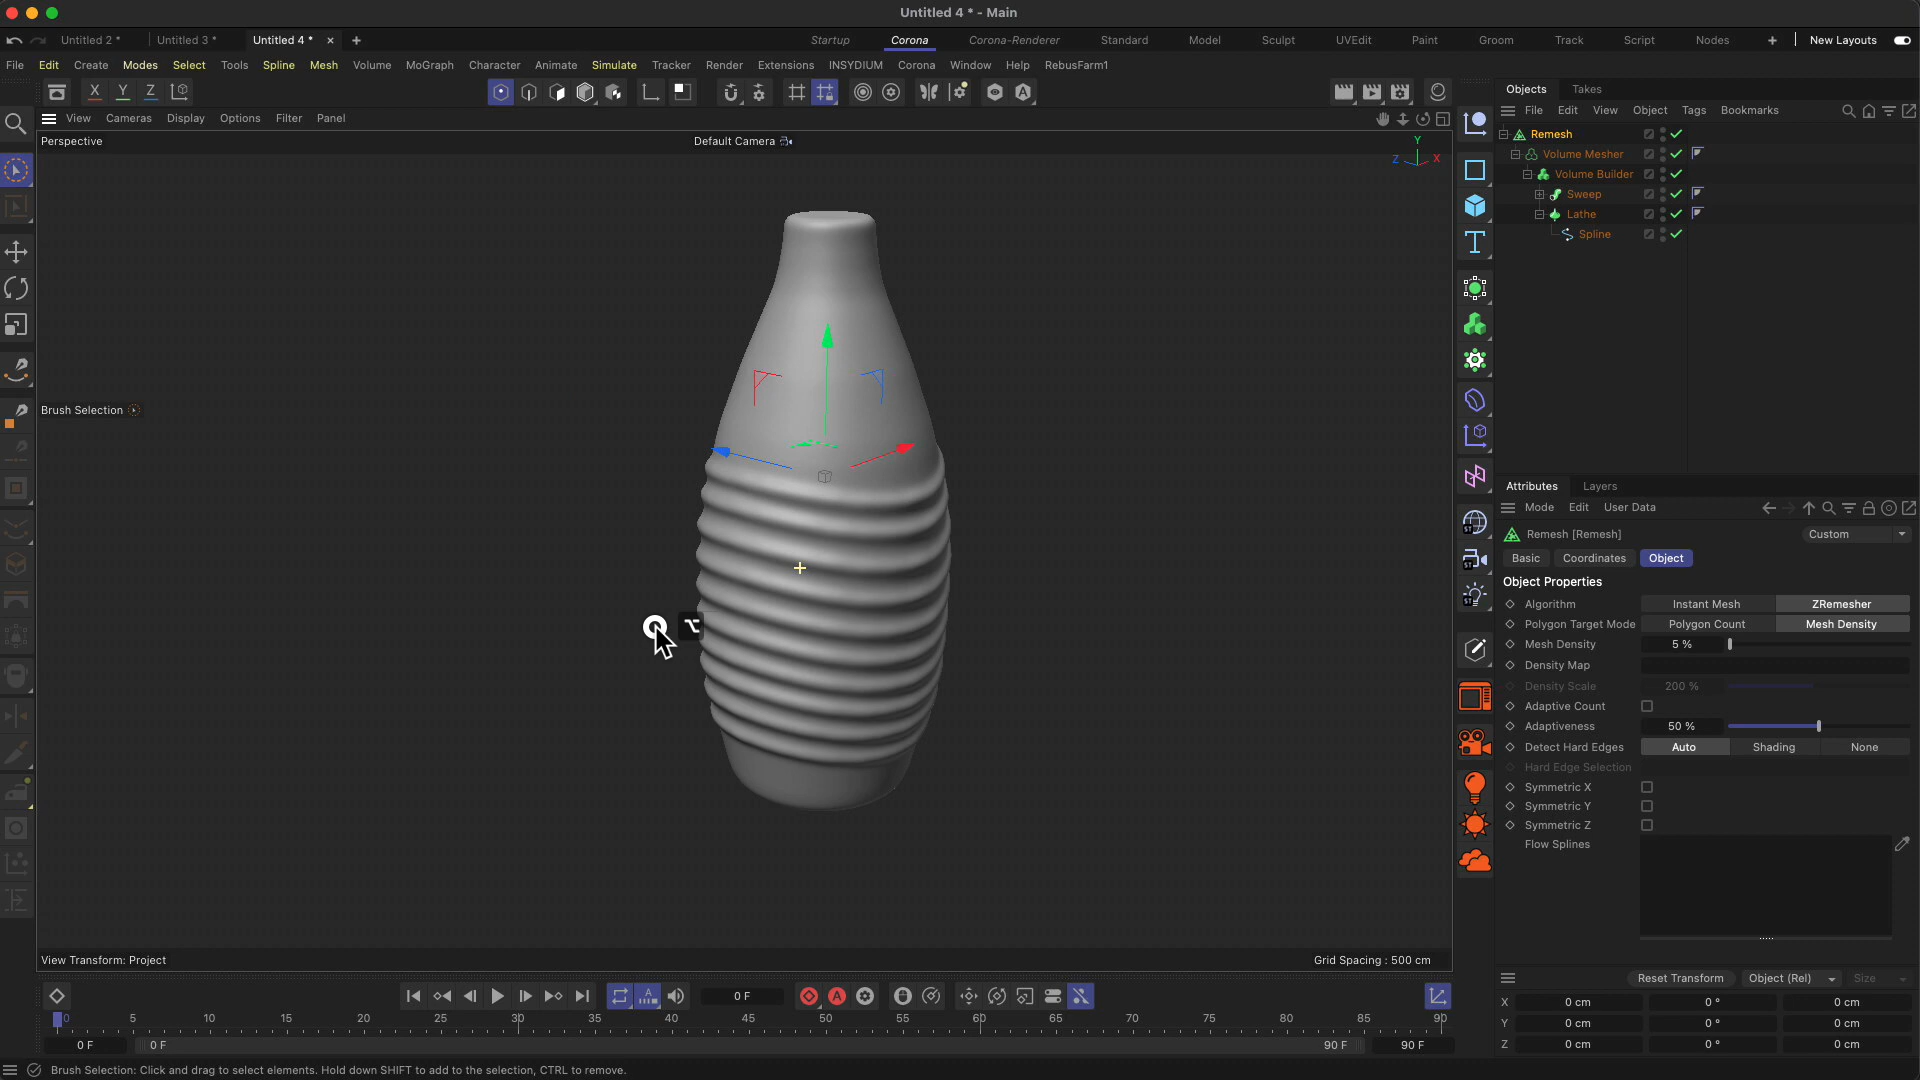 Untitled 4 * - Main
Untitled 2 *
Untitled 3 *
Untitled 4 *
Startup
Corona
Corona-Renderer
Standard
Model
Sculpt
UVEdit
Paint
Groom
Track
Script
Nodes
New Layouts
File Edit Create Modes Select Tools Spline Mesh Volume MoGraph Character Animate Simulate Tracker Render Extensions INSYDIUM Corona Window Help RebusFarm1
X Y Z
Objects Takes
File Edit View Object Tags Bookmarks
View Cameras Display Options Filter Panel
Perspective
Default Camera
Y
Z X
Remesh
Volume Mesher
Volume Builder
Sweep
Lathe
Spline
Brush Selection
Attributes Layers
Mode Edit User Data
Remesh [Remesh]
Custom
Basic Coordinates Object
Object Properties
Algorithm Instant Mesh ZRemesher
Polygon Target Mode Polygon Count Mesh Density
Mesh Density 5 %
Density Map
Density Scale 200 %
Adaptive Count
Adaptiveness 50 %
Detect Hard Edges Auto Shading None
Hard Edge Selection
Symmetric X
Symmetric Y
Symmetric Z
Flow Splines
View Transform: Project
Grid Spacing : 500 cm
Reset Transform Object (Rel) Size
0 F
0 5 10 15 20 25 30 35 40 45 50 55 60 65 70 75 80 85 90
0 F 0 F 90 F 90 F
X 0 cm 0 ° 0 cm
Y 0 cm 0 ° 0 cm
Z 0 cm 0 ° 0 cm
Brush Selection: Click and drag to select elements. Hold down SHIFT to add to the selection, CTRL to remove.